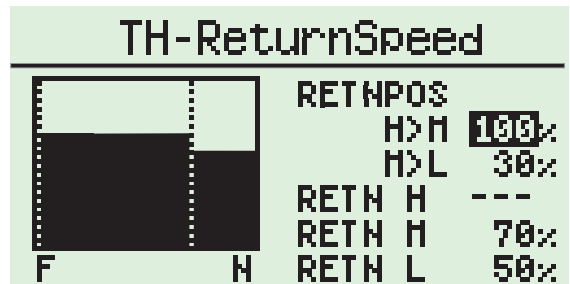 TH-ReturnSpeed
RETNPOS
H>M 100%
M>L 30%
RETN H ---
RETN M 70%
RETN L 50%
F N